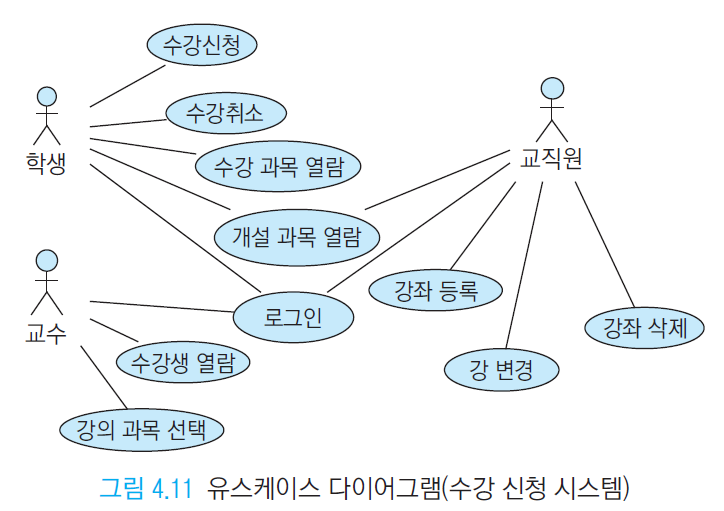 수강신청
수강취소
학생
수강 과목 열람
교직원
개설 과목 열람
강좌 등록
로그인
강좌 삭제
교수
수강생 열람
강 변경
강의 과목 선택
그림 4.11 유스케이스 다이어그램(수강 신청 시스템)